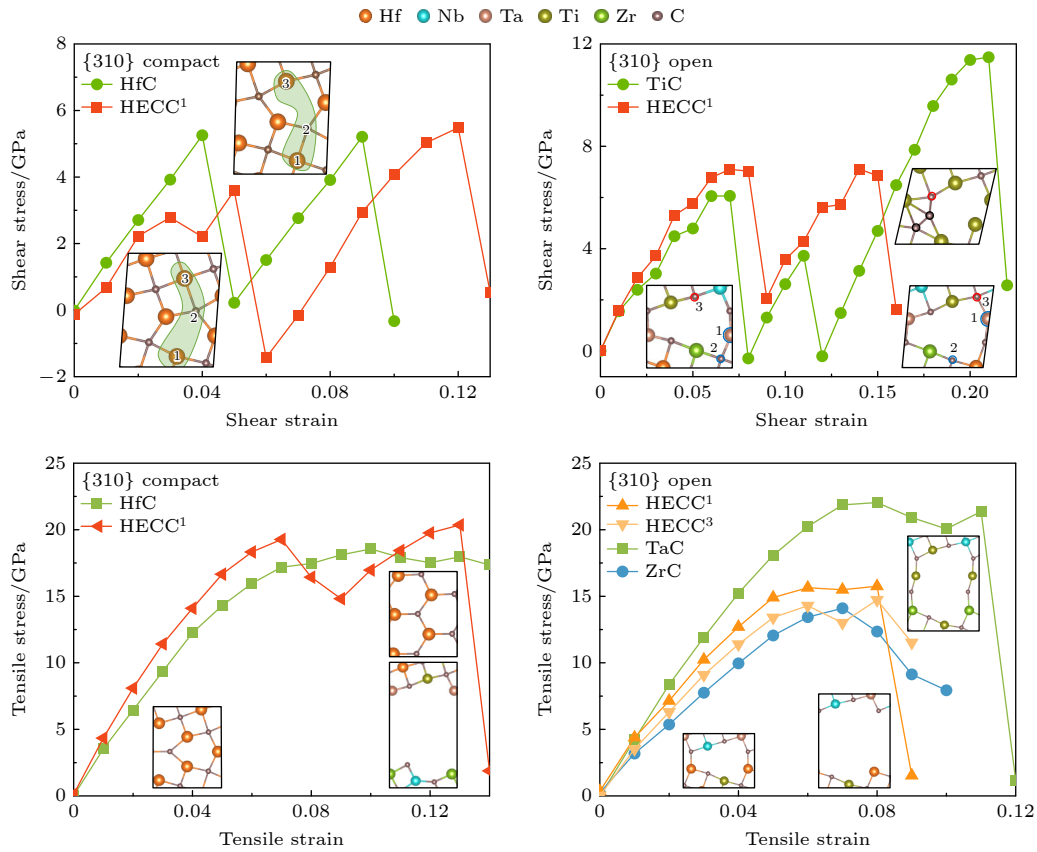 Hf Nb Ta Ti Zr C
{310} compact
HfC
HECC¹
8
6
4
2
0
−2
0 0.04 0.08 0.12
Shear stress/GPa
Shear strain
3
2
1
3
2
1
{310} open
TiC
HECC¹
12
8
4
0
0 0.05 0.10 0.15 0.20
Shear stress/GPa
Shear strain
3
1
2
3
1
2
{310} compact
HfC
HECC¹
25
20
15
10
5
0
0 0.04 0.08 0.12
Tensile stress/GPa
Tensile strain
{310} open
HECC¹
HECC³
TaC
ZrC
25
20
15
10
5
0
0 0.04 0.08 0.12
Tensile stress/GPa
Tensile strain